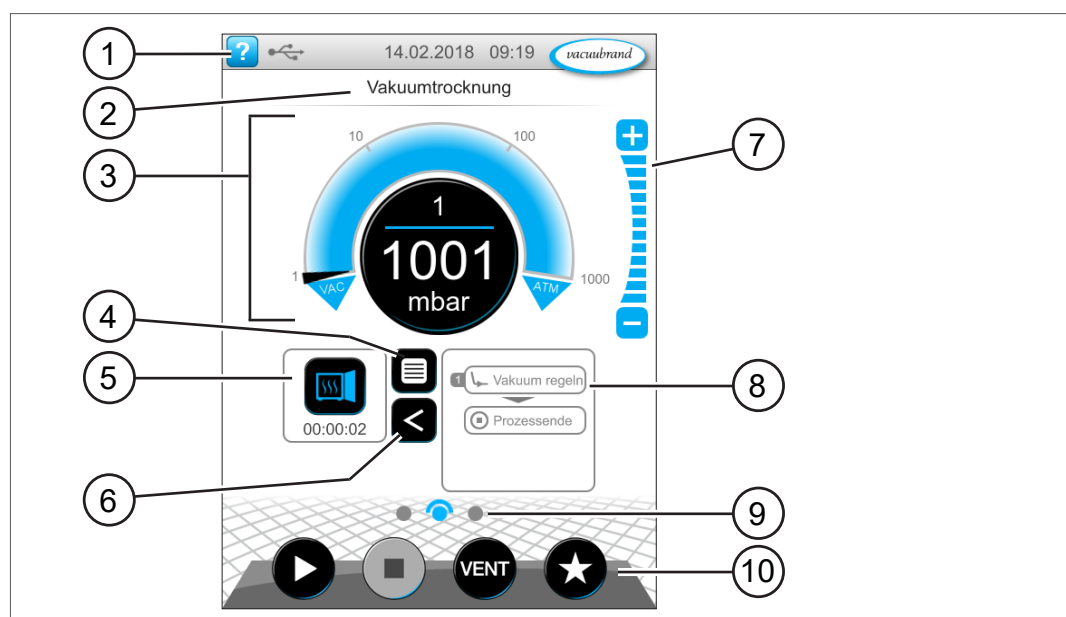 1
?
14.02.2018 09:19
vacuubrand
2
Vakuumtrocknung
3
10
100
7
1
1001
mbar
1
VAC
ATM
1000
4
5
00:00:02
1 Vakuum regeln
Prozessende
8
6
9
VENT
10